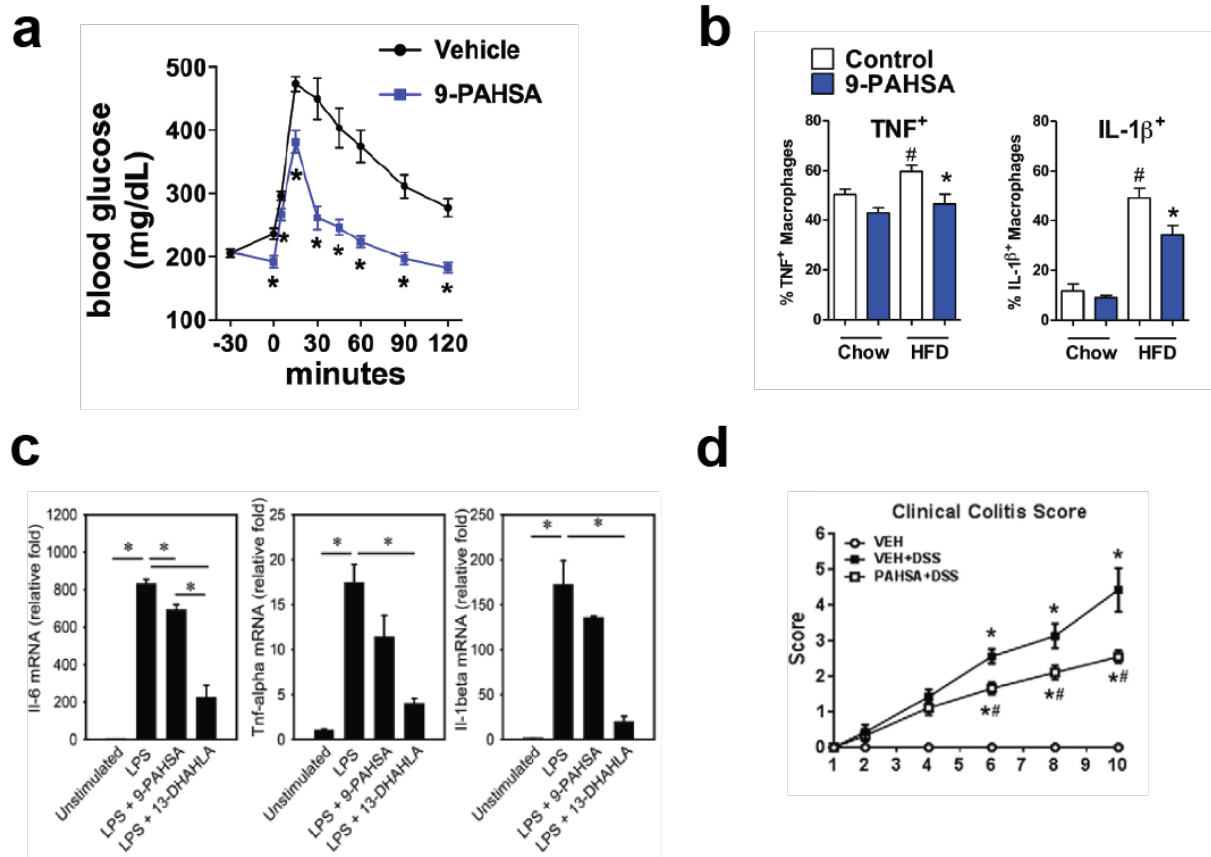 a
Vehicle
9-PAHSA
blood glucose
(mg/dL)
500
400
300
200
100
*
* * * * * * *
-30 0 30 60 90 120
minutes
b
Control
9-PAHSA
TNF+
% TNF+ Macrophages
80
60
40
20
0
#
*
Chow HFD
IL-1β+
% IL-1β+ Macrophages
80
60
40
20
0
#
*
Chow HFD
c
Il-6 mRNA (relative fold)
1200
1000
800
600
400
200
0
* *
*
Unstimulated
LPS
LPS + 9-PAHSA
LPS + 13-DHAHLA
Tnf-alpha mRNA (relative fold)
25
20
15
10
5
0
* *
Unstimulated
LPS
LPS + 9-PAHSA
LPS + 13-DHAHLA
Il-1beta mRNA (relative fold)
250
200
150
100
50
0
* *
Unstimulated
LPS
LPS + 9-PAHSA
LPS + 13-DHAHLA
d
Clinical Colitis Score
VEH
VEH+DSS
PAHSA+DSS
Score
6
5
4
3
2
1
0
* * *
*# *# *#
1 2 3 4 5 6 7 8 9 10